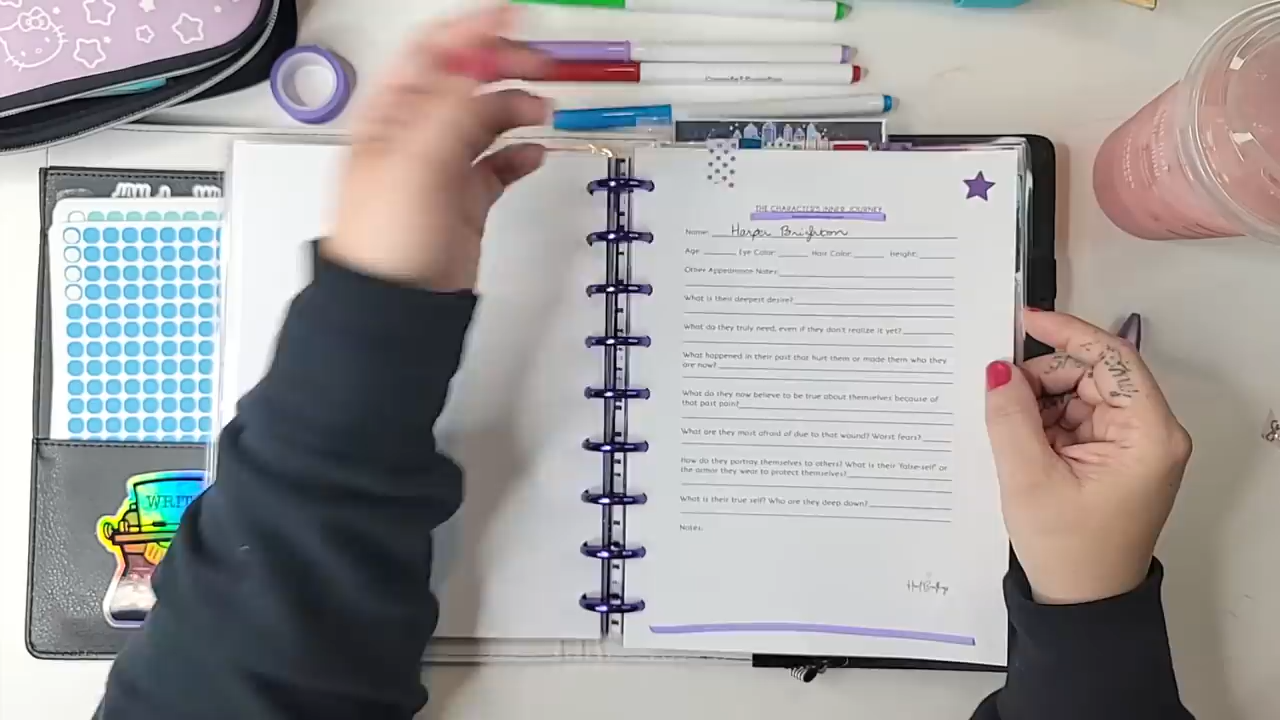 THE CHARACTER'S INNER JOURNEY
Name: Harper Brighton
Age: Eye Color: Hair Color: Height:
Other Appearance Notes:
What is their deepest desire?
What do they truly need, even if they don't realize it yet?
What happened in their past that hurt them or made them who they
are now?
What do they now believe to be true about themselves because of
that past pain?
What are they most afraid of due to that wound? Worst fears?
How do they portray themselves to others? What is their 'false-self' or
the armor they wear to protect themselves?
What is their true self? Who are they deep down?
Notes:
WRIT